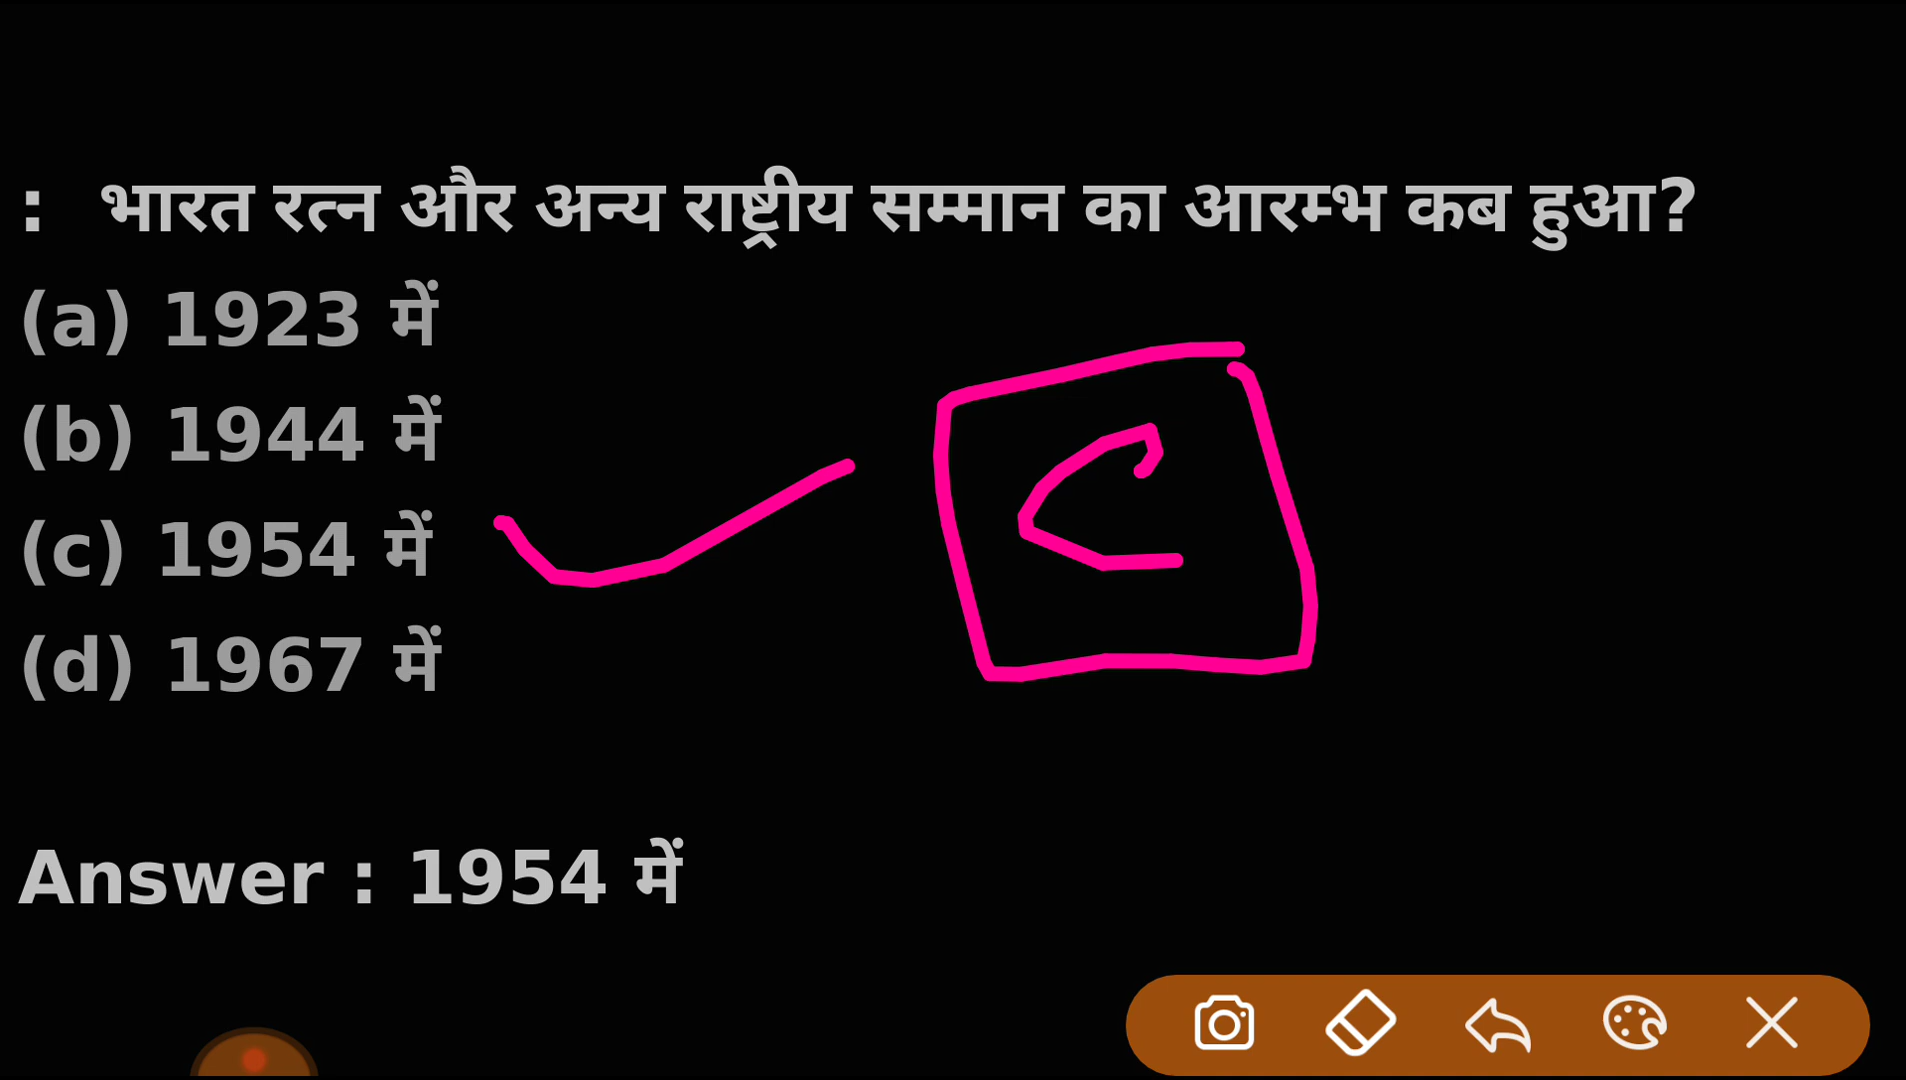 : भारत रत्न और अन्य राष्ट्रीय सम्मान का आरम्भ कब हुआ?
(a) 1923 में
(b) 1944 में
(c) 1954 में
C
(d) 1967 में
Answer : 1954 में